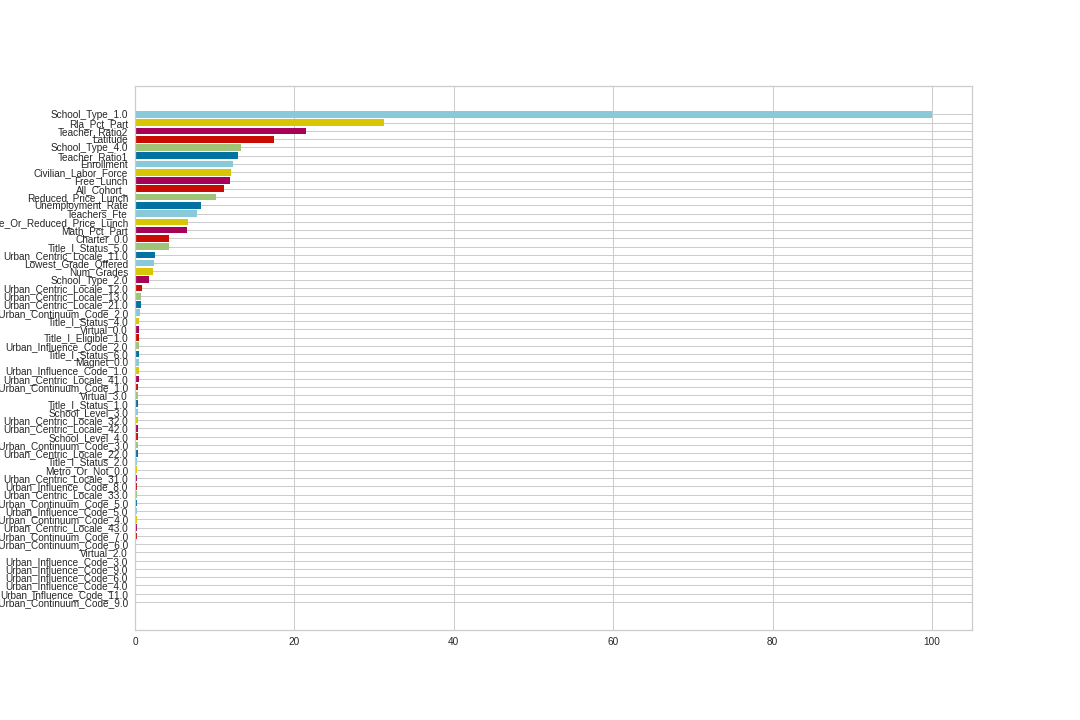 School_Type_1.0
Rla_Pct_Part
Teacher_Ratio2
Latitude
School_Type_4.0
Teacher_Ratio1
Enrollment
Civilian_Labor_Force
Free_Lunch
All_Cohort_
Reduced_Price_Lunch
Unemployment_Rate
Teachers_Fte
e_Or_Reduced_Price_Lunch
Math_Pct_Part
Charter_0.0
Title_I_Status_5.0
Urban_Centric_Locale_11.0
Lowest_Grade_Offered
Num_Grades
School_Type_2.0
Urban_Centric_Locale_12.0
Urban_Centric_Locale_13.0
Urban_Centric_Locale_21.0
Urban_Continuum_Code_2.0
Title_I_Status_4.0
Virtual_0.0
Title_I_Eligible_1.0
Urban_Influence_Code_2.0
Title_I_Status_6.0
Magnet_0.0
Urban_Influence_Code_1.0
Urban_Centric_Locale_41.0
Urban_Continuum_Code_1.0
Virtual_3.0
Title_I_Status_1.0
School_Level_3.0
Urban_Centric_Locale_32.0
Urban_Centric_Locale_42.0
School_Level_4.0
Urban_Continuum_Code_3.0
Urban_Centric_Locale_22.0
Title_I_Status_2.0
Metro_Or_Not_0.0
Urban_Centric_Locale_31.0
Urban_Influence_Code_8.0
Urban_Centric_Locale_33.0
Urban_Continuum_Code_5.0
Urban_Influence_Code_5.0
Urban_Continuum_Code_4.0
Urban_Centric_Locale_43.0
Urban_Continuum_Code_7.0
Urban_Continuum_Code_6.0
Virtual_2.0
Urban_Influence_Code_3.0
Urban_Influence_Code_9.0
Urban_Influence_Code_6.0
Urban_Influence_Code_4.0
Urban_Influence_Code_11.0
Urban_Continuum_Code_9.0
0 20 40 60 80 100